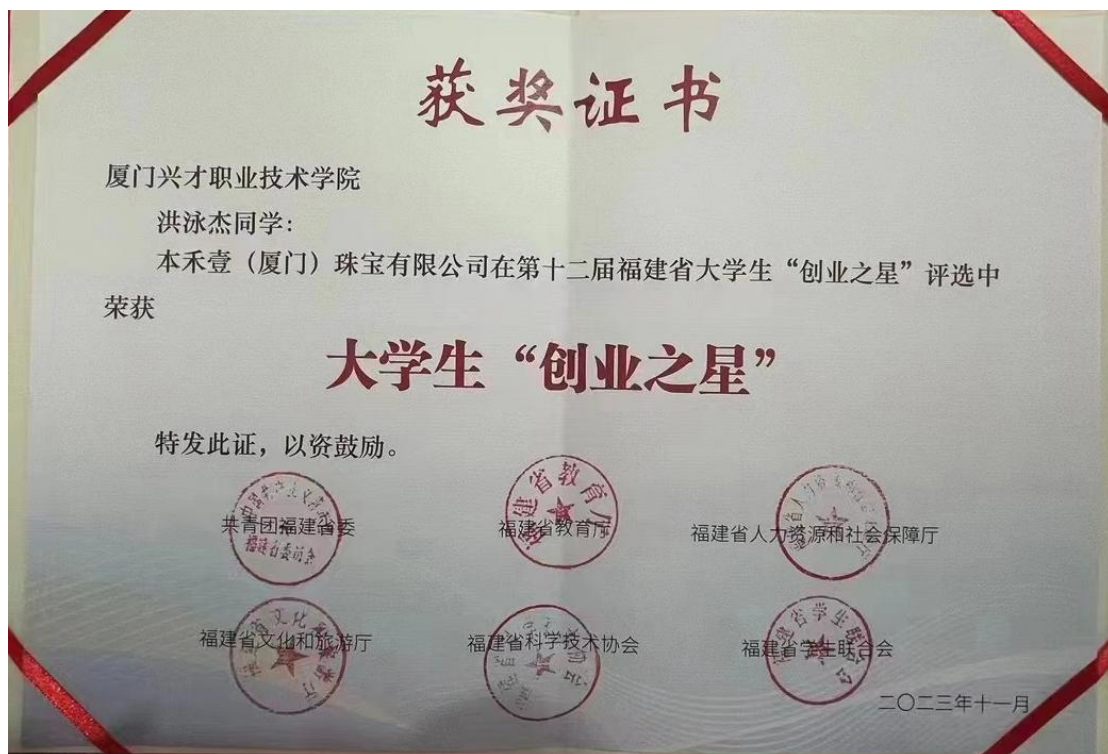 获奖证书
厦门兴才职业技术学院
洪泳杰同学：
本禾壹（厦门）珠宝有限公司在第十二届福建省大学生“创业之星”评选中
荣获
大学生“创业之星”
特发此证，以资鼓励。
共青团福建省委
福建省教育厅
福建省人力资源和社会保障厅
福建省文化和旅游厅
福建省科学技术协会
福建省学生联合会
二〇二三年十一月